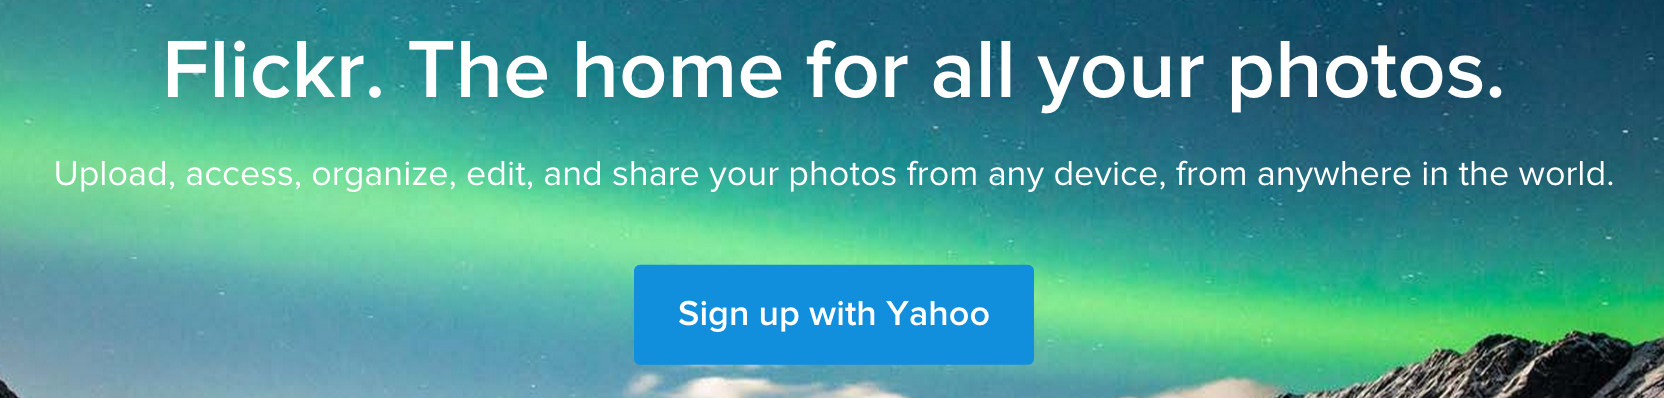 Flickr. The home for all your photos.
Upload, access, organize, edit, and share your photos from any device, from anywhere in the world.
Sign up with Yahoo